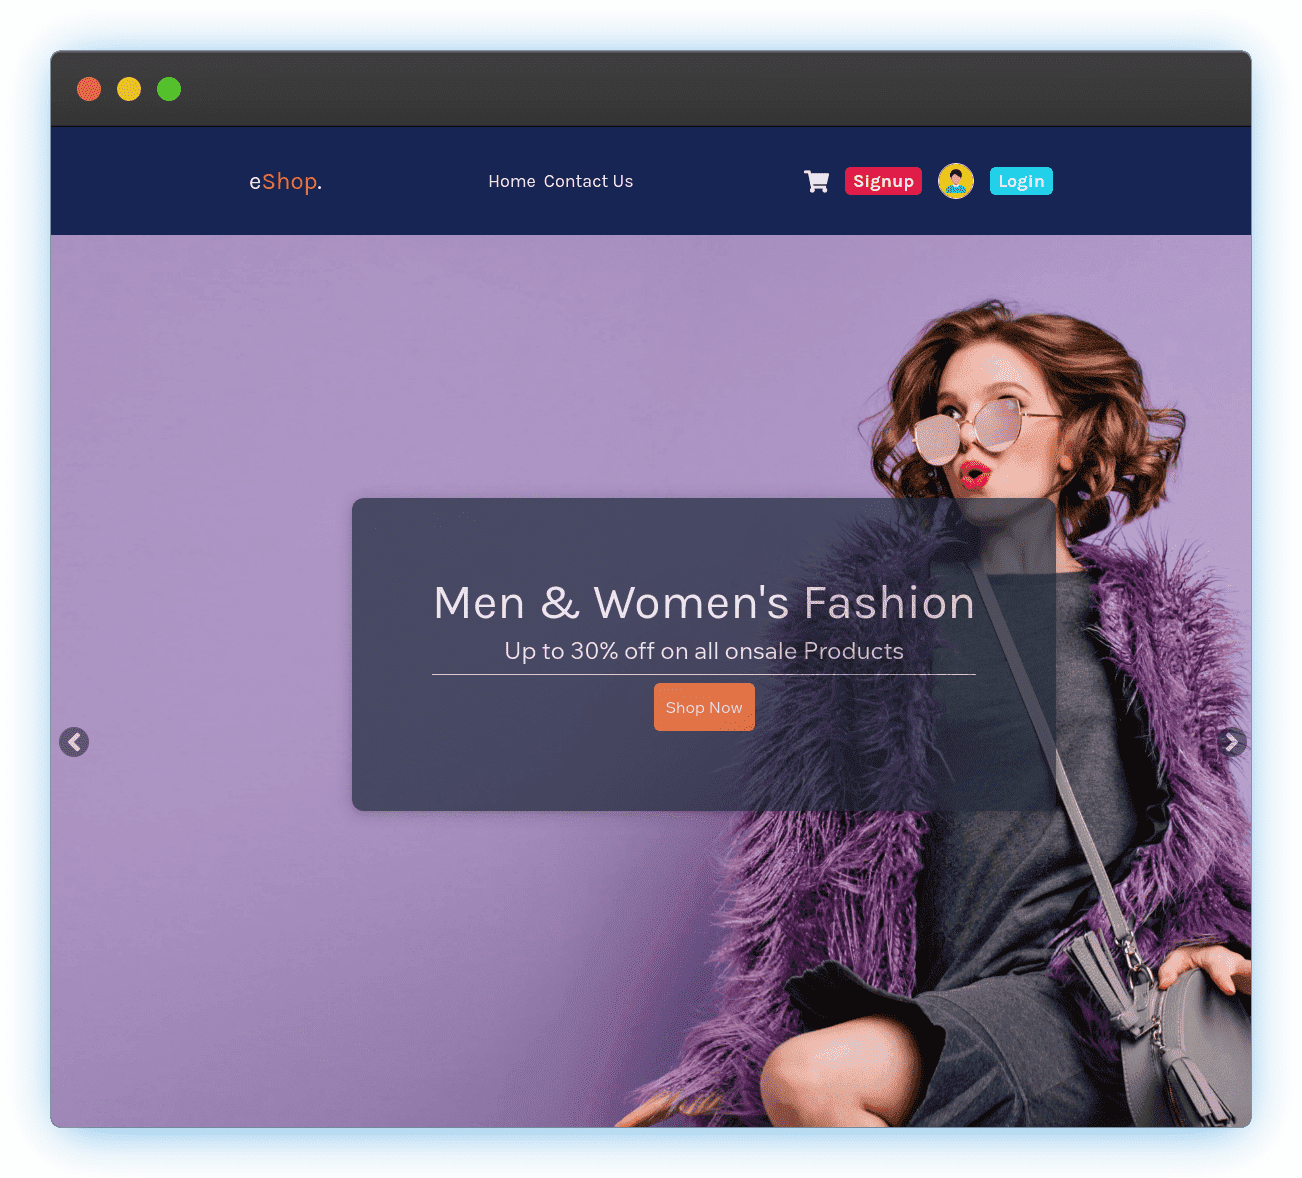 eShop.
Home Contact Us
Signup
Login
Men & Women's Fashion
Up to 30% off on all onsale Products
Shop Now